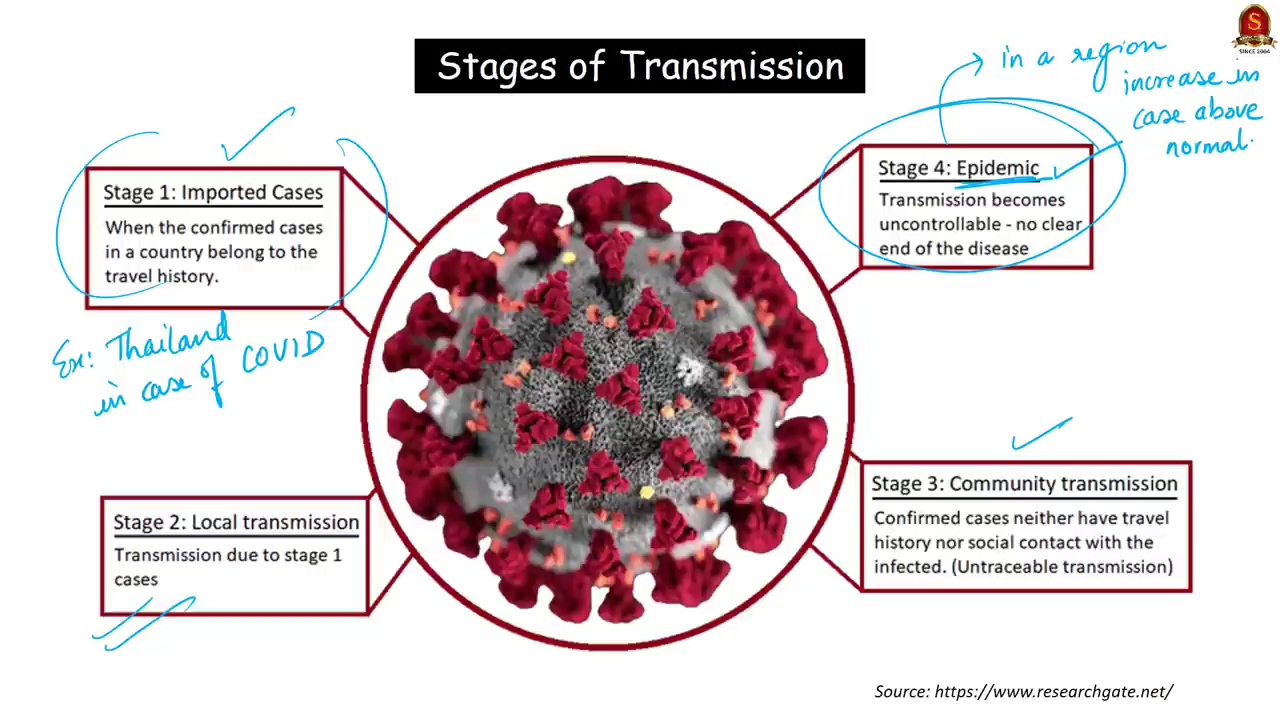 Stages of Transmission
S
SINCE 2004
in a region
increase in
case above
normal.
Stage 1: Imported Cases
When the confirmed cases
in a country belong to the
travel history.
Ex: Thailand
in case of COVID
Stage 4: Epidemic
Transmission becomes
uncontrollable - no clear
end of the disease
Stage 2: Local transmission
Transmission due to stage 1
cases
Stage 3: Community transmission
Confirmed cases neither have travel
history nor social contact with the
infected. (Untraceable transmission)
Source: https://www.researchgate.net/